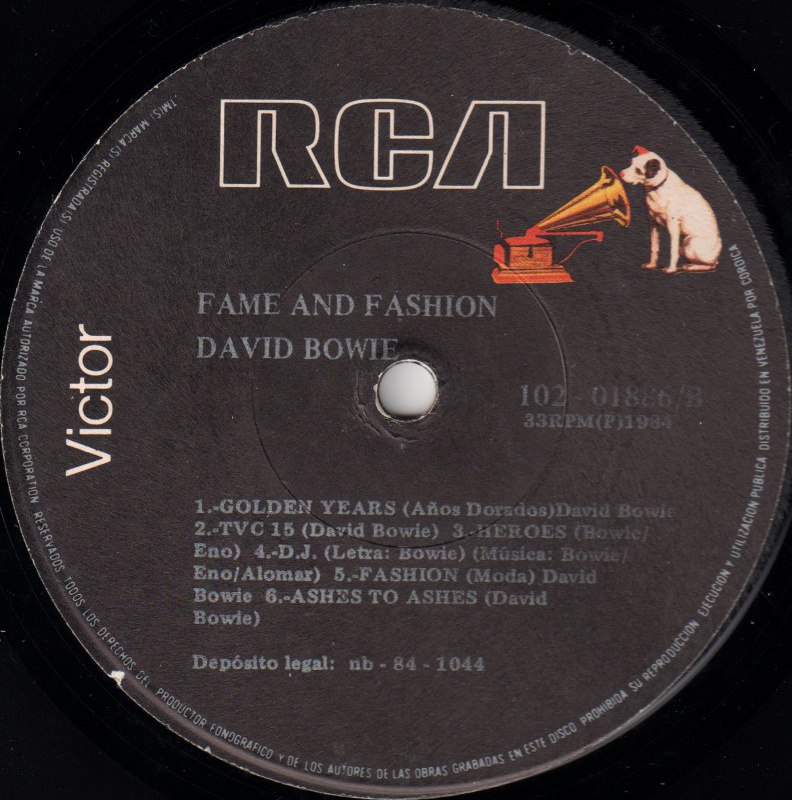 RCA
Victor
FAME AND FASHION
DAVID BOWIE
102 - 01886/B
33RPM(P)1984
1.-GOLDEN YEARS (Años Dorados)David Bowie
2.-TVC 15 (David Bowie) 3.-HEROES (Bowie/
Eno) 4.-D.J. (Letra: Bowie) (Música: Bowie/
Eno/Alomar) 5.-FASHION (Moda) David
Bowie 6.-ASHES TO ASHES (David
Bowie)
Depósito legal: nb - 84 - 1044
TM(S) MARCA(S) REGISTRADA(S) USO DE LA MARCA AUTORIZADO POR RCA CORPORATION RESERVADOS TODOS LOS DERECHOS DEL PRODUCTOR FONOGRAFICO Y DE LOS AUTORES DE LAS OBRAS GRABADAS EN ESTE DISCO PROHIBIDA SU REPRODUCCION EJECUCION Y UTILIZACION PUBLICA DISTRIBUIDO EN VENEZUELA POR CORDICA